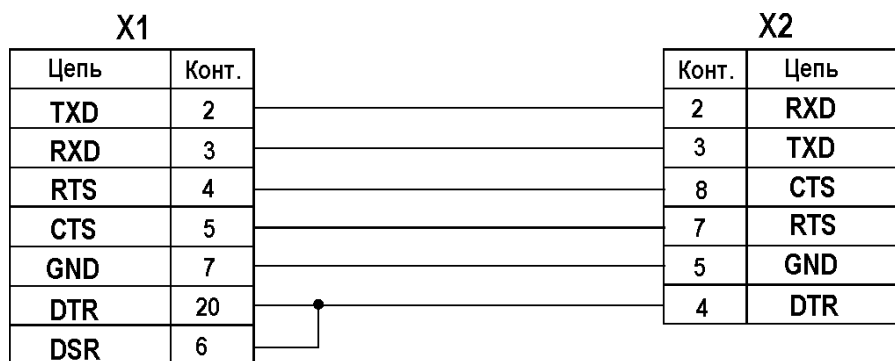 X1 X2
Цепь Конт. Конт. Цепь
TXD 2 2 RXD
RXD 3 3 TXD
RTS 4 8 CTS
CTS 5 7 RTS
GND 7 5 GND
DTR 20 4 DTR
DSR 6